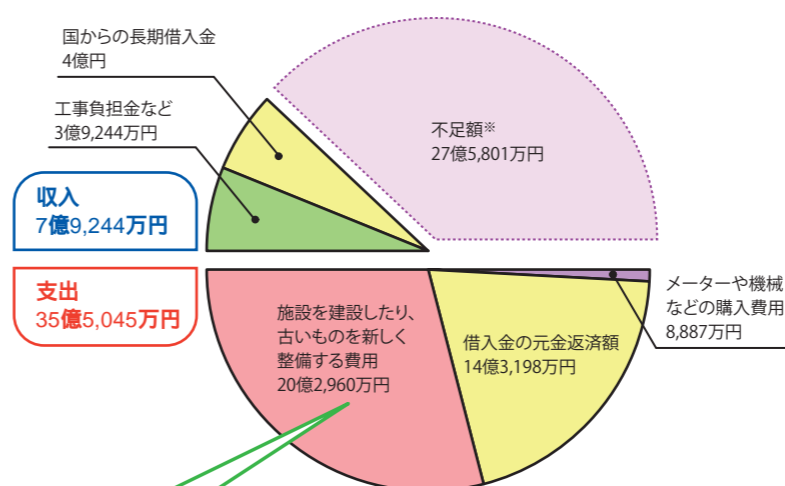 国からの長期借入金
4億円
工事負担金など
3億9,244万円
不足額※
27億5,801万円
収入
7億9,244万円
支出
35億5,045万円
施設を建設したり、
古いものを新しく
整備する費用
20億2,960万円
借入金の元金返済額
14億3,198万円
メーターや機械
などの購入費用
8,887万円